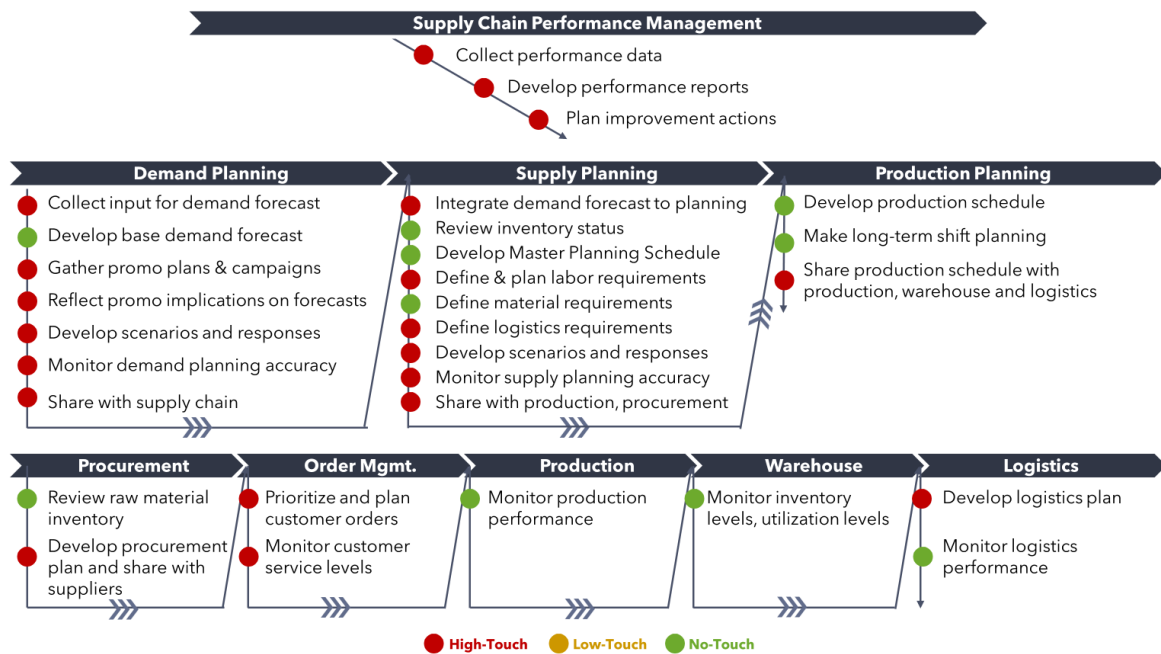 Supply Chain Performance Management
Collect performance data
Develop performance reports
Plan improvement actions
Demand Planning
Collect input for demand forecast
Develop base demand forecast
Gather promo plans & campaigns
Reflect promo implications on forecasts
Develop scenarios and responses
Monitor demand planning accuracy
Share with supply chain
Supply Planning
Integrate demand forecast to planning
Review inventory status
Develop Master Planning Schedule
Define & plan labor requirements
Define material requirements
Define logistics requirements
Develop scenarios and responses
Monitor supply planning accuracy
Share with production, procurement
Production Planning
Develop production schedule
Make long-term shift planning
Share production schedule with
production, warehouse and logistics
Procurement
Review raw material
inventory
Develop procurement
plan and share with
suppliers
Order Mgmt.
Prioritize and plan
customer orders
Monitor customer
service levels
Production
Monitor production
performance
Warehouse
Monitor inventory
levels, utilization levels
Logistics
Develop logistics plan
Monitor logistics
performance
High-Touch
Low-Touch
No-Touch